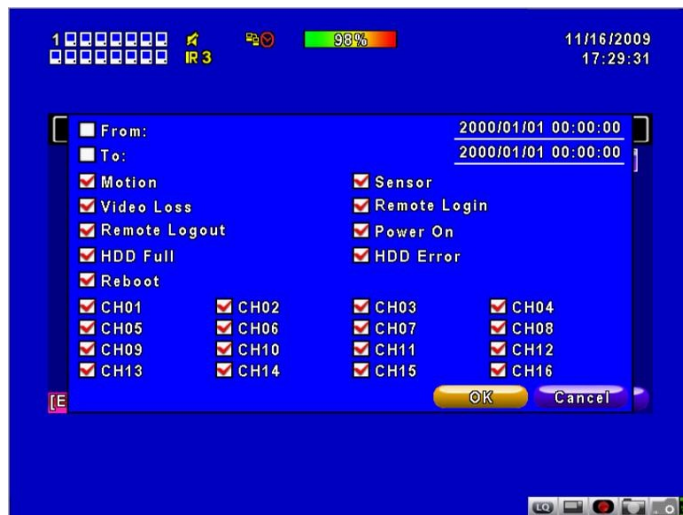 1
IR 3
98%
11/16/2009
17:29:31
From: 2000/01/01 00:00:00
To: 2000/01/01 00:00:00
Motion Sensor
Video Loss Remote Login
Remote Logout Power On
HDD Full HDD Error
Reboot
CH01 CH02 CH03 CH04
CH05 CH06 CH07 CH08
CH09 CH10 CH11 CH12
CH13 CH14 CH15 CH16
[E OK Cancel
LQ